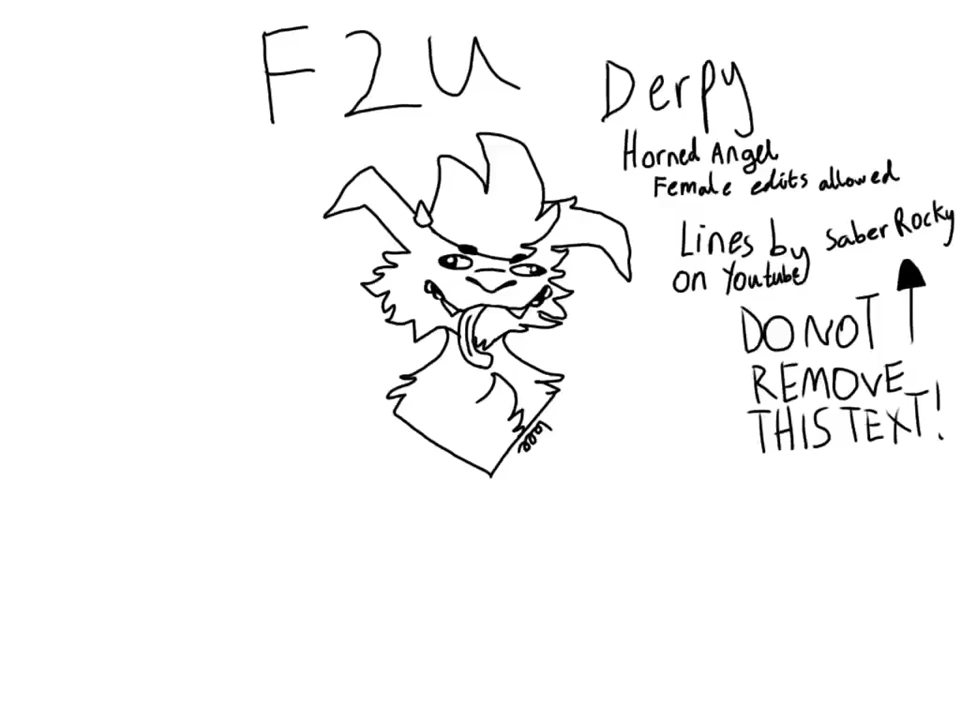 F2U
Derpy
Horned Angel
Female edits allowed
Lines by SaberRocky
on Youtube
DO NOT
REMOVE
THIS TEXT!